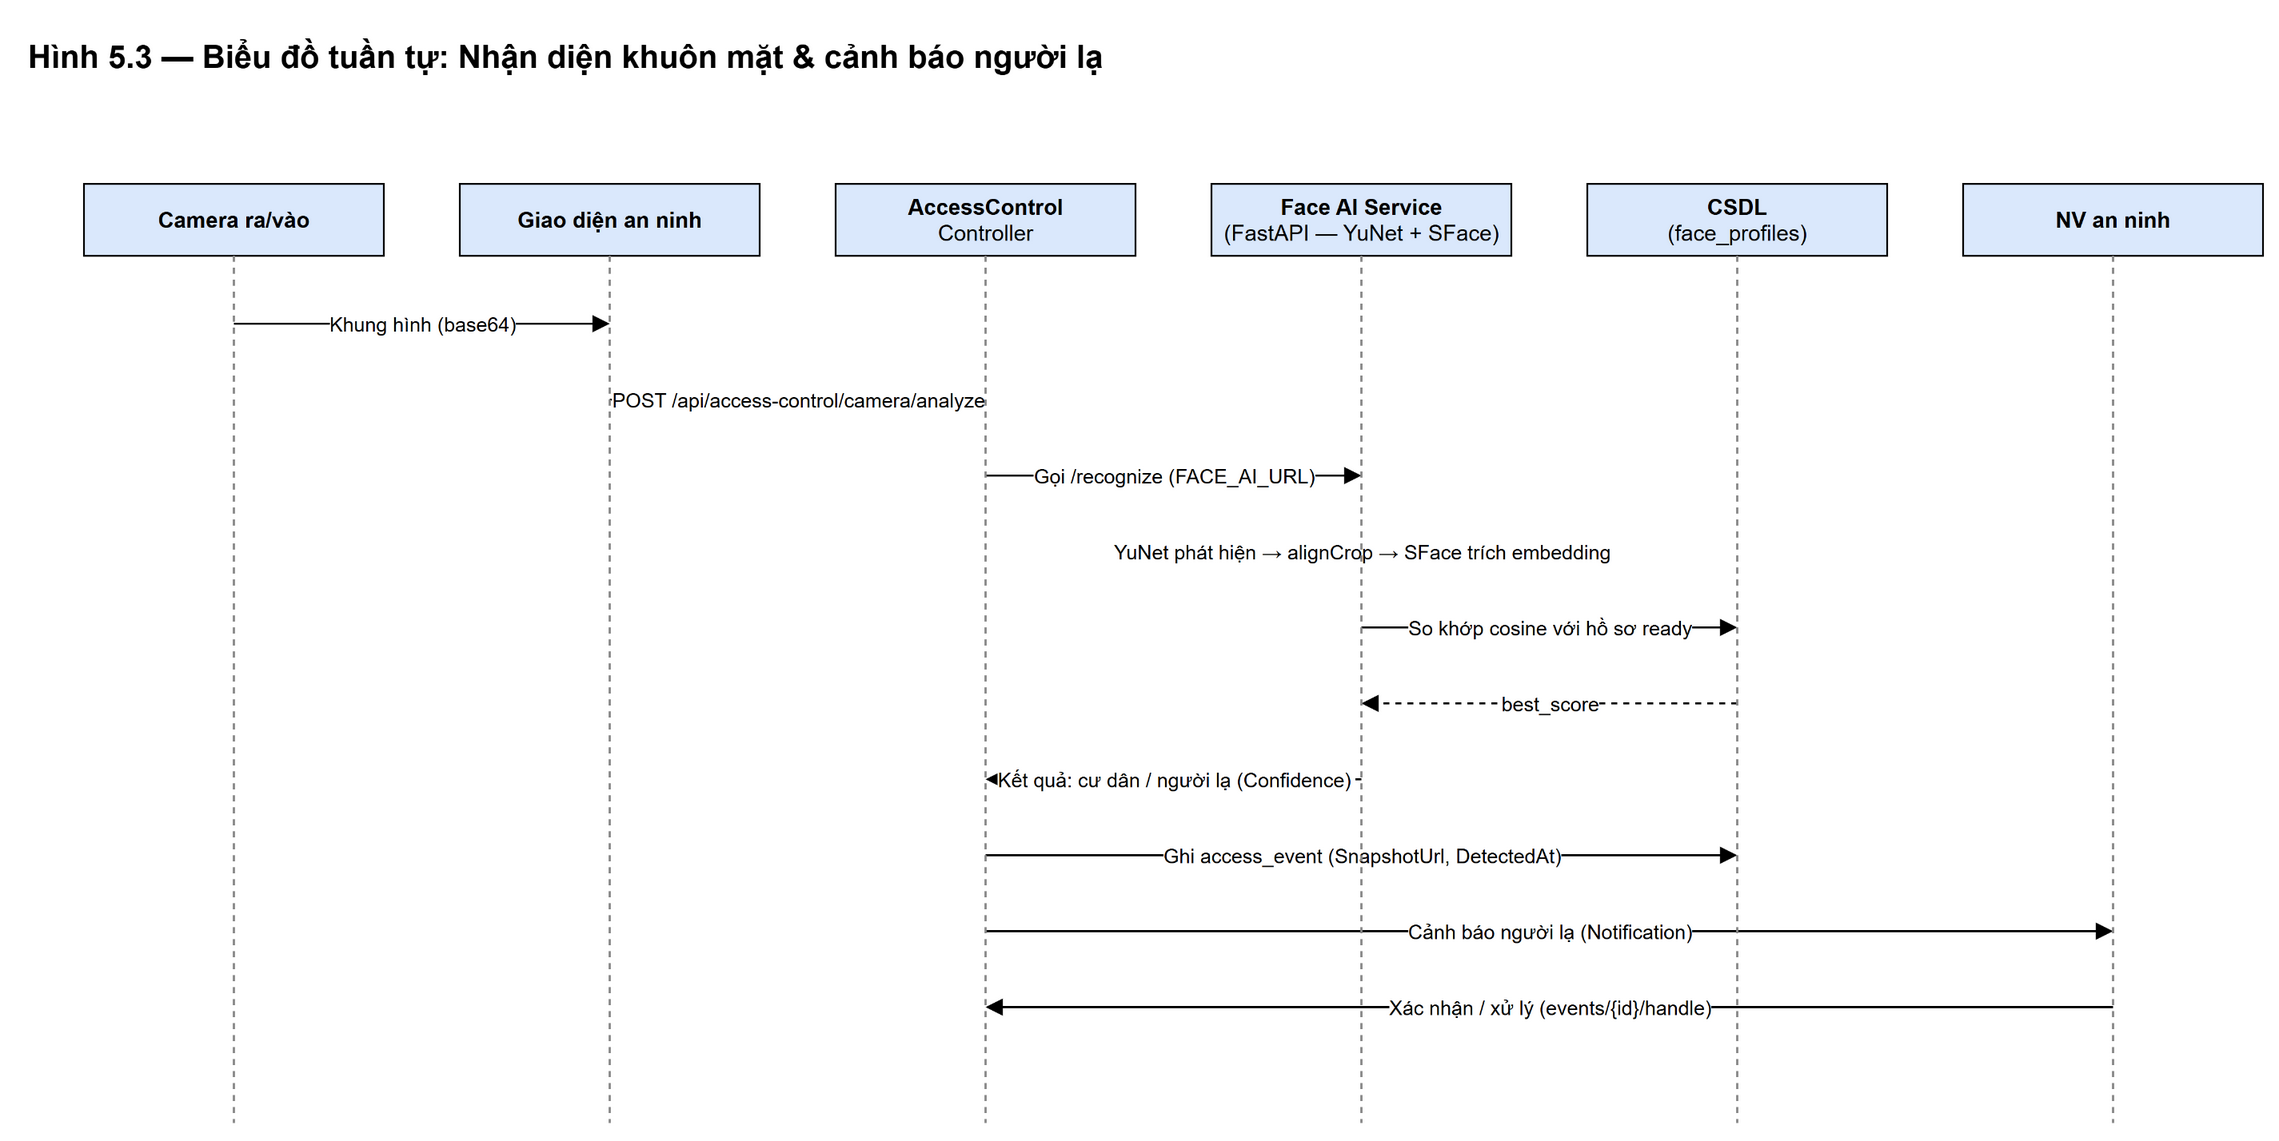 Hình 5.3 — Biểu đồ tuần tự: Nhận diện khuôn mặt & cảnh báo người lạ
Camera ra/vào
Giao diện an ninh
AccessControl
Controller
Face AI Service
(FastAPI — YuNet + SFace)
CSDL
(face_profiles)
NV an ninh
Khung hình (base64)
POST /api/access-control/camera/analyze
Gọi /recognize (FACE_AI_URL)
YuNet phát hiện → alignCrop → SFace trích embedding
So khớp cosine với hồ sơ ready
best_score
Kết quả: cư dân / người lạ (Confidence)
Ghi access_event (SnapshotUrl, DetectedAt)
Cảnh báo người lạ (Notification)
Xác nhận / xử lý (events/{id}/handle)